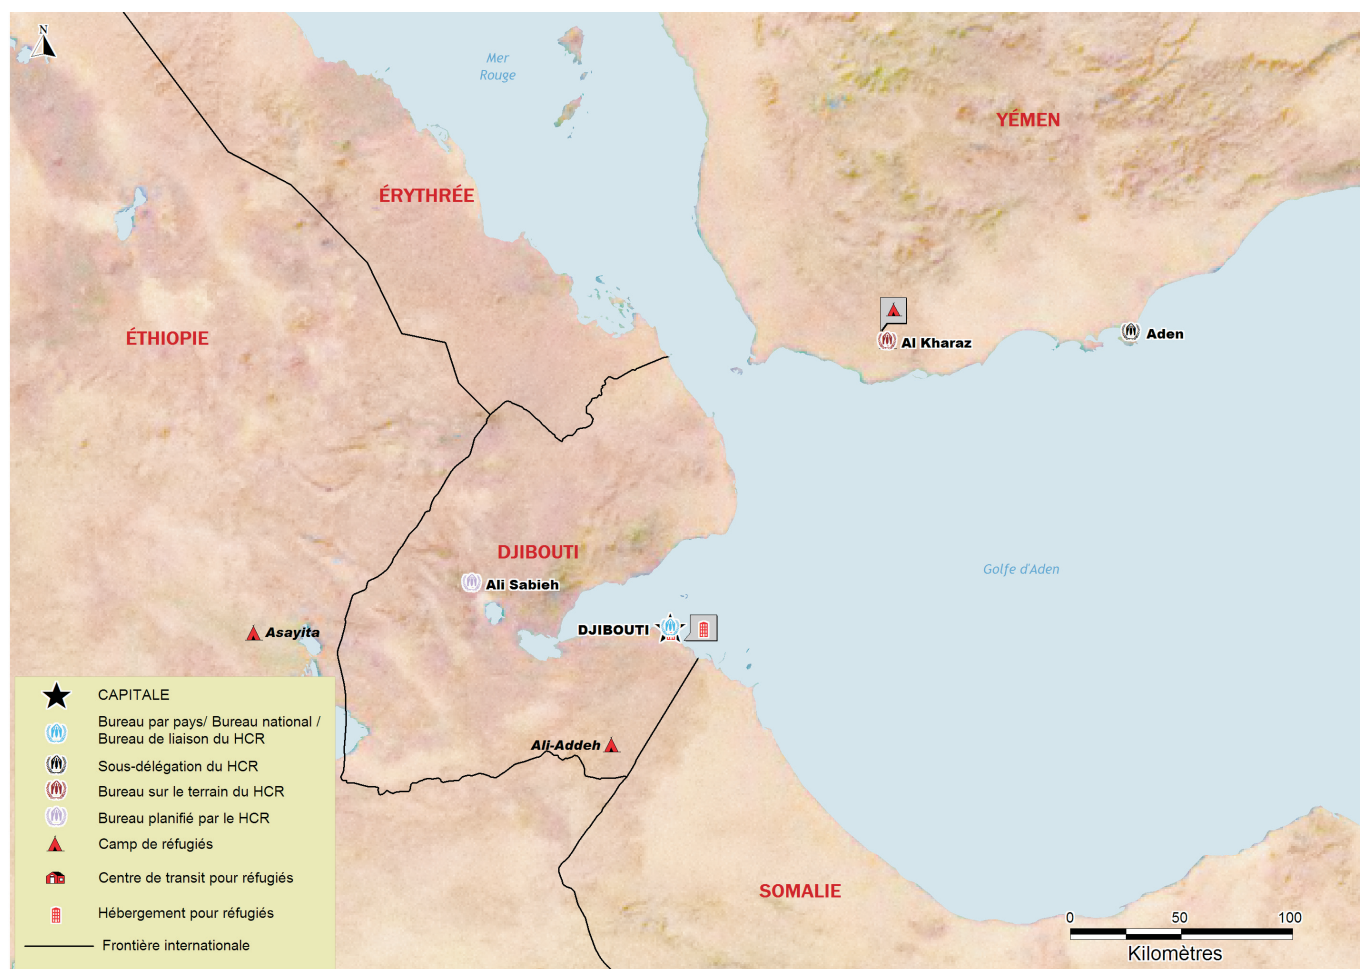 N
Mer
Rouge
YÉMEN
ÉRYTHRÉE
ÉTHIOPIE
Al Kharaz
Aden
DJIBOUTI
Ali Sabieh
Golfe d'Aden
DJIBOUTI
Asayita
Ali-Addeh
SOMALIE
CAPITALE
Bureau par pays/ Bureau national /
Bureau de liaison du HCR
Sous-délégation du HCR
Bureau sur le terrain du HCR
Bureau planifié par le HCR
Camp de réfugiés
Centre de transit pour réfugiés
Hébergement pour réfugiés
Frontière internationale
0 50 100
Kilomètres